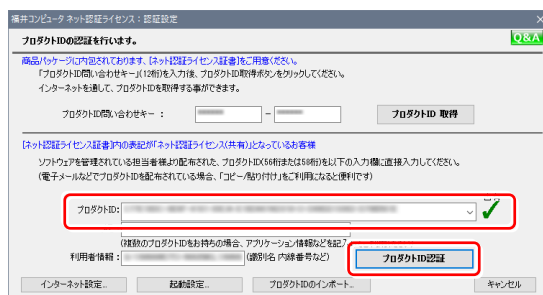 福井コンピュータ ネット認証ライセンス：認証設定
プロダクトIDの認証を行います。
Q&A
商品パッケージに内包されております、【ネット認証ライセンス証書】をご用意ください。
「プロダクトID問い合わせキー」(12桁)を入力後、プロダクトID取得ボタンをクリックしてください。
インターネットを通して、プロダクトIDを取得する事ができます。
プロダクトID問い合わせキー：
－
プロダクトID 取得
【ネット認証ライセンス証書】内の表記が「ネット認証ライセンス(共有)」となっているお客様
ソフトウェアを管理されている担当者様より配布された、プロダクトID(56桁または58桁)を以下の入力欄に直接入力してください。
(電子メールなどでプロダクトIDを配布されている場合、「コピー/貼り付け」をご利用になると便利です)
プロダクトID:
(複数のプロダクトIDをお持ちの場合、アプリケーション情報などを記入
利用者情報：
(識別名 内線番号など)
プロダクトID認証
インターネット設定...
起動設定...
プロダクトIDのインポート...
キャンセル